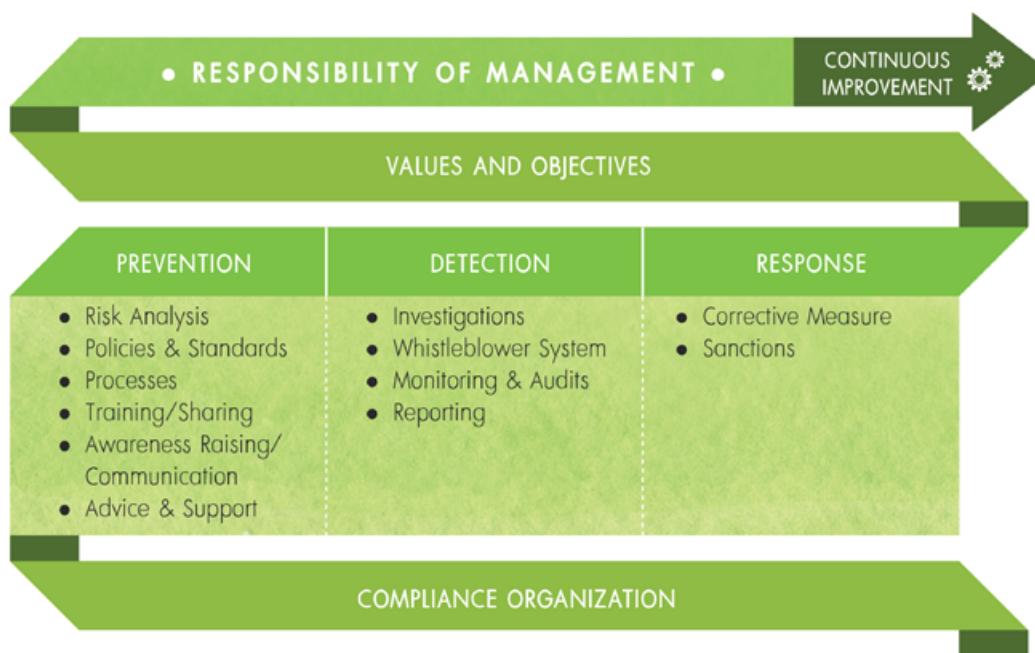 • RESPONSIBILITY OF MANAGEMENT •
CONTINUOUS
IMPROVEMENT
VALUES AND OBJECTIVES
PREVENTION
• Risk Analysis
• Policies & Standards
• Processes
• Training/Sharing
• Awareness Raising/
Communication
• Advice & Support
DETECTION
• Investigations
• Whistleblower System
• Monitoring & Audits
• Reporting
RESPONSE
• Corrective Measure
• Sanctions
COMPLIANCE ORGANIZATION